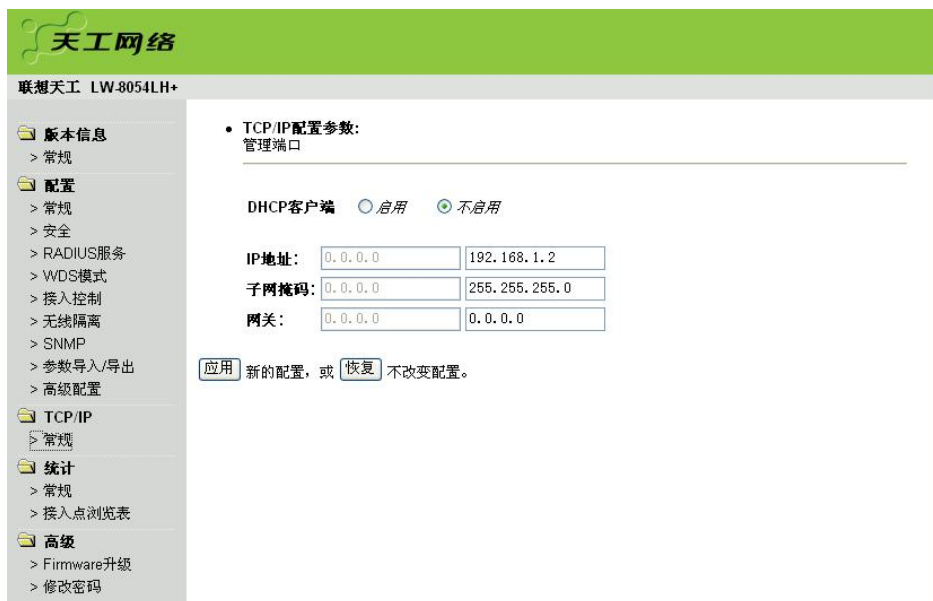 天工网络
联想天工 LW-8054LH+
版本信息
> 常规
配置
> 常规
> 安全
> RADIUS服务
> WDS模式
> 接入控制
> 无线隔离
> SNMP
> 参数导入/导出
> 高级配置
TCP/IP
> 常规
统计
> 常规
> 接入点浏览表
高级
> Firmware升级
> 修改密码
• TCP/IP配置参数:
管理端口
DHCP客户端 启用 不启用
IP地址: 0.0.0.0 192.168.1.2
子网掩码: 0.0.0.0 255.255.255.0
网关: 0.0.0.0 0.0.0.0
应用 新的配置，或 恢复 不改变配置。